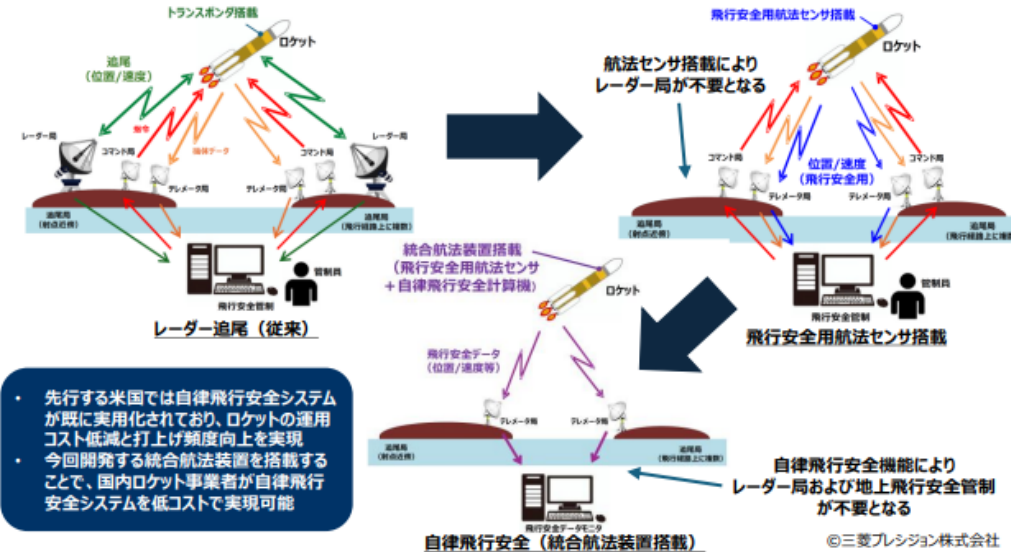 トランスポンダ搭載
ロケット
追尾
(位置/速度)
レーダー局
指令
機体データ
レーダー局
コマンド局
コマンド局
テレメータ局
テレメータ局
追尾局
(射点近傍)
追尾局
(飛行経路上に複数)
管制員
飛行安全管制
レーダー追尾(従来)
飛行安全用航法センサ搭載
ロケット
航法センサ搭載により
レーダー局が不要となる
コマンド局
コマンド局
位置/速度
(飛行安全用)
テレメータ局
テレメータ局
追尾局
(射点近傍)
追尾局
(飛行経路上に複数)
管制員
飛行安全管制
飛行安全用航法センサ搭載
統合航法装置搭載
(飛行安全用航法センサ
+自律飛行安全計算機)
ロケット
飛行安全データ
(位置/速度等)
テレメータ局
テレメータ局
追尾局
(射点近傍)
追尾局
(飛行経路上に複数)
飛行安全データモニタ
自律飛行安全(統合航法装置搭載)
自律飛行安全機能により
レーダー局および地上飛行安全管制
が不要となる
・ 先行する米国では自律飛行安全システム
が既に実用化されており、ロケットの運用
コスト低減と打上げ頻度向上を実現
・ 今回開発する統合航法装置を搭載する
ことで、国内ロケット事業者が自律飛行
安全システムを低コストで実現可能
©三菱プレシジョン株式会社